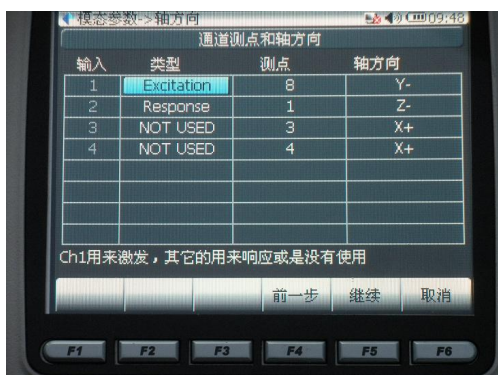 模态参数->轴方向 09:48
通道测点和轴方向
输入 类型 测点 轴方向
1 Excitation 8 Y-
2 Response 1 Z-
3 NOT USED 3 X+
4 NOT USED 4 X+
Ch1用来激发，其它的用来响应或是没有使用
前一步 继续 取消
F1 F2 F3 F4 F5 F6